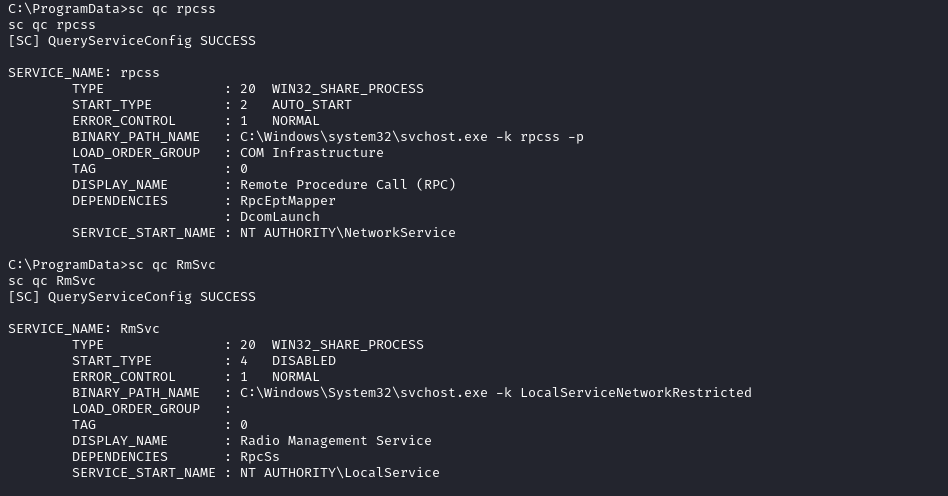 C:\ProgramData>sc qc rpcss
sc qc rpcss
[SC] QueryServiceConfig SUCCESS

SERVICE_NAME: rpcss
        TYPE               : 20  WIN32_SHARE_PROCESS
        START_TYPE         : 2   AUTO_START
        ERROR_CONTROL      : 1   NORMAL
        BINARY_PATH_NAME   : C:\Windows\system32\svchost.exe -k rpcss -p
        LOAD_ORDER_GROUP   : COM Infrastructure
        TAG                : 0
        DISPLAY_NAME       : Remote Procedure Call (RPC)
        DEPENDENCIES       : RpcEptMapper
                           : DcomLaunch
        SERVICE_START_NAME : NT AUTHORITY\NetworkService

C:\ProgramData>sc qc RmSvc
sc qc RmSvc
[SC] QueryServiceConfig SUCCESS

SERVICE_NAME: RmSvc
        TYPE               : 20  WIN32_SHARE_PROCESS
        START_TYPE         : 4   DISABLED
        ERROR_CONTROL      : 1   NORMAL
        BINARY_PATH_NAME   : C:\Windows\System32\svchost.exe -k LocalServiceNetworkRestricted
        LOAD_ORDER_GROUP   :
        TAG                : 0
        DISPLAY_NAME       : Radio Management Service
        DEPENDENCIES       : RpcSs
        SERVICE_START_NAME : NT AUTHORITY\LocalService